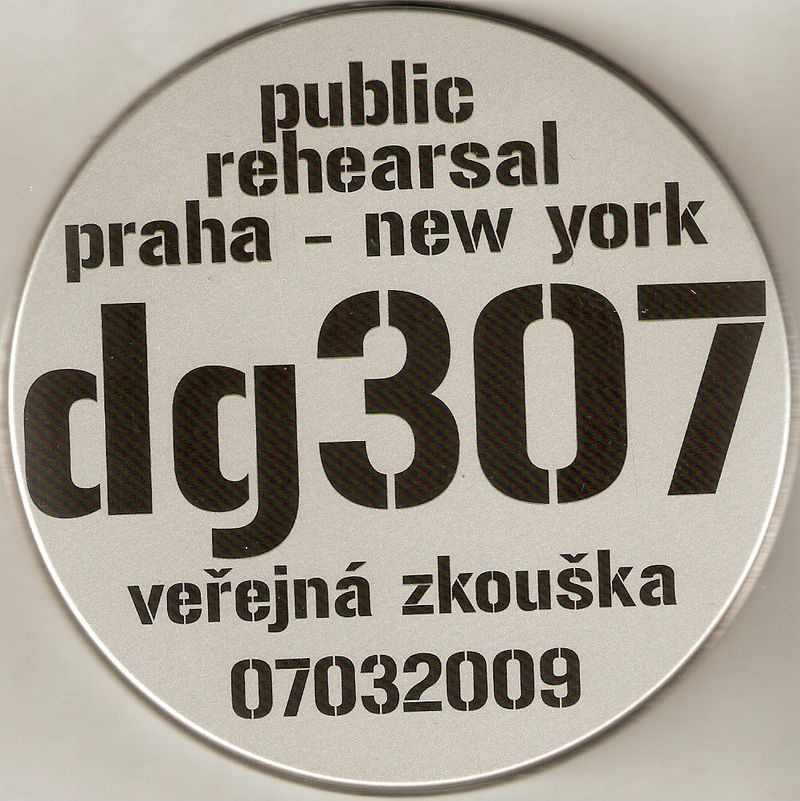 public
rehearsal
praha - new york
dg307
veřejná zkouška
07032009